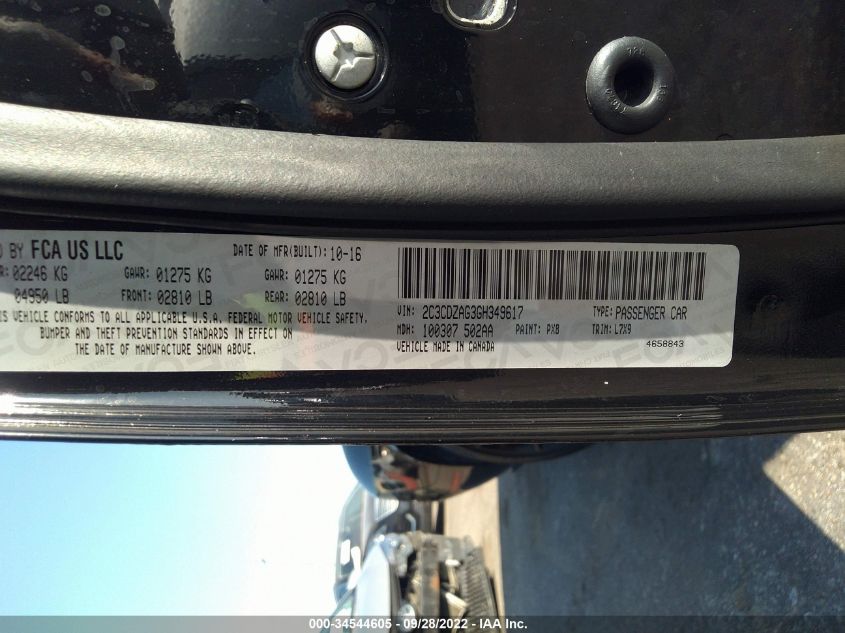 BY FCA US LLC
DATE OF MFR(BUILT): 10-16
02246 KG GAWR: 01275 KG GAWR: 01275 KG
04950 LB FRONT: 02810 LB REAR: 02810 LB
VEHICLE CONFORMS TO ALL APPLICABLE U.S.A. FEDERAL MOTOR VEHICLE SAFETY,
BUMPER AND THEFT PREVENTION STANDARDS IN EFFECT ON
THE DATE OF MANUFACTURE SHOWN ABOVE.
VIN: 2C3CDZAG3GH349617 TYPE: PASSENGER CAR
MDH: 100307 502AA PAINT: PX8 TRIM: L7X9
VEHICLE MADE IN CANADA 4658843
000-34544605 - 09/28/2022 - IAA Inc.